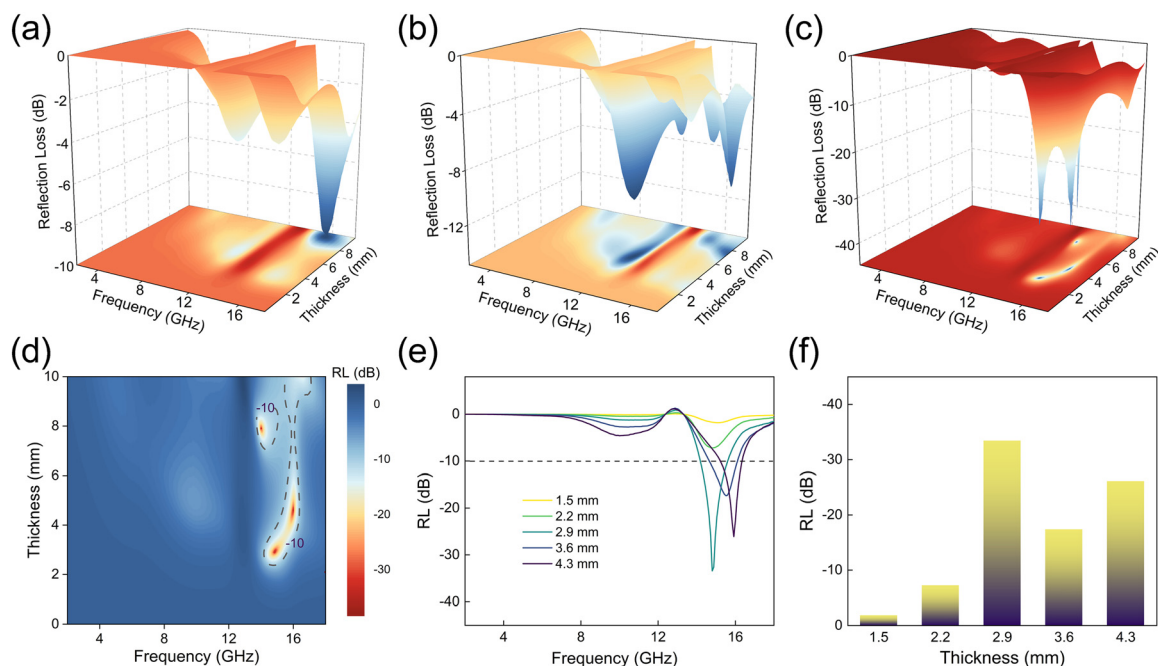 (a)
0
-2
-4
-6
-8
-10
Reflection Loss (dB)
4
8
12
16
Frequency (GHz)
2
4
6
8
Thickness (mm)
(b)
0
-4
-8
-12
Reflection Loss (dB)
4
8
12
16
Frequency (GHz)
2
4
6
8
Thickness (mm)
(c)
0
-10
-20
-30
-40
Reflection Loss (dB)
4
8
12
16
Frequency (GHz)
2
4
6
8
Thickness (mm)
(d)
10
8
6
4
2
0
Thickness (mm)
4
8
12
16
Frequency (GHz)
-10
-10
RL (dB)
0
-10
-20
-30
(e)
0
-10
-20
-30
-40
RL (dB)
1.5 mm
2.2 mm
2.9 mm
3.6 mm
4.3 mm
4
8
12
16
Frequency (GHz)
(f)
-40
-30
-20
-10
0
RL (dB)
1.5
2.2
2.9
3.6
4.3
Thickness (mm)